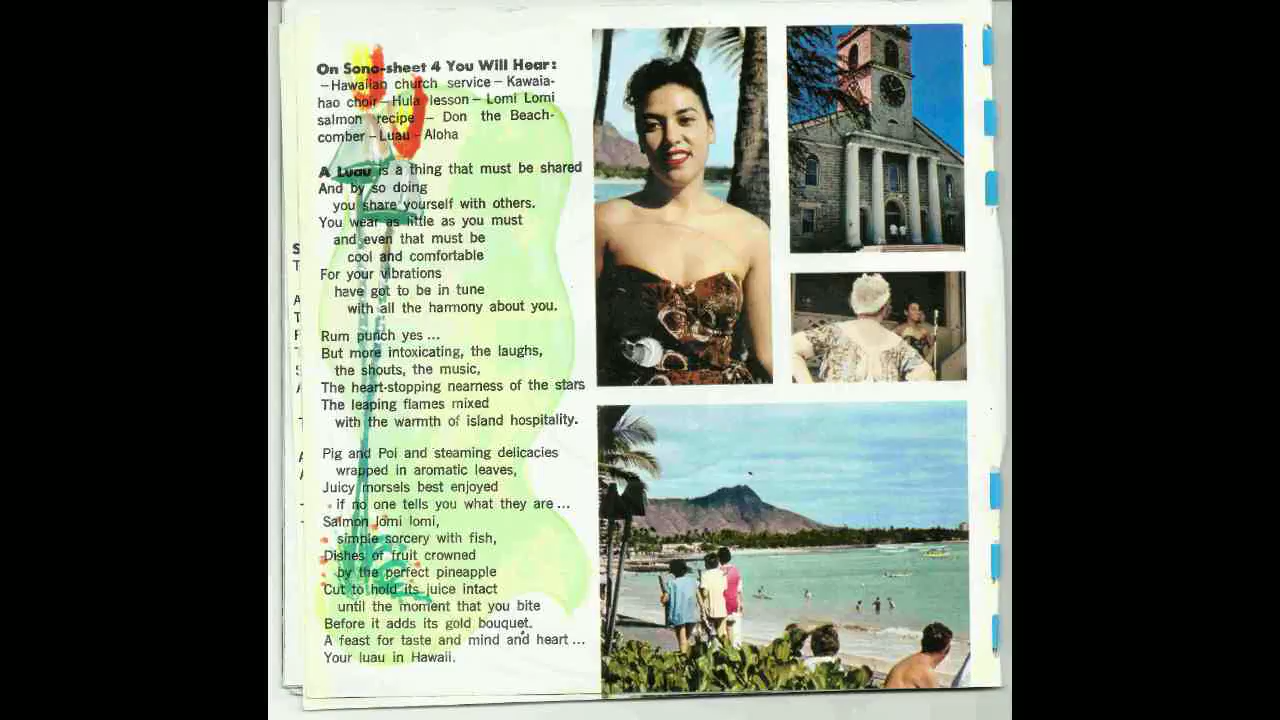 On Sono-sheet 4 You Will Hear:
—Hawaiian church service — Kawaia-
hao choir — Hula lesson — Lomi Lomi
salmon recipe — Don the Beach-
comber — Luau — Aloha
A Luau is a thing that must be shared
And by so doing
you share yourself with others.
You wear as little as you must
and even that must be
cool and comfortable
For your vibrations
have got to be in tune
with all the harmony about you.
Rum punch yes ...
But more intoxicating, the laughs,
the shouts, the music,
The heart-stopping nearness of the stars
The leaping flames mixed
with the warmth of island hospitality.
Pig and Poi and steaming delicacies
wrapped in aromatic leaves,
Juicy morsels best enjoyed
if no one tells you what they are ...
Salmon lomi lomi,
simple sorcery with fish,
Dishes of fruit crowned
by the perfect pineapple
Cut to hold its juice intact
until the moment that you bite
Before it adds its gold bouquet.
A feast for taste and mind and heart ...
Your luau in Hawaii.